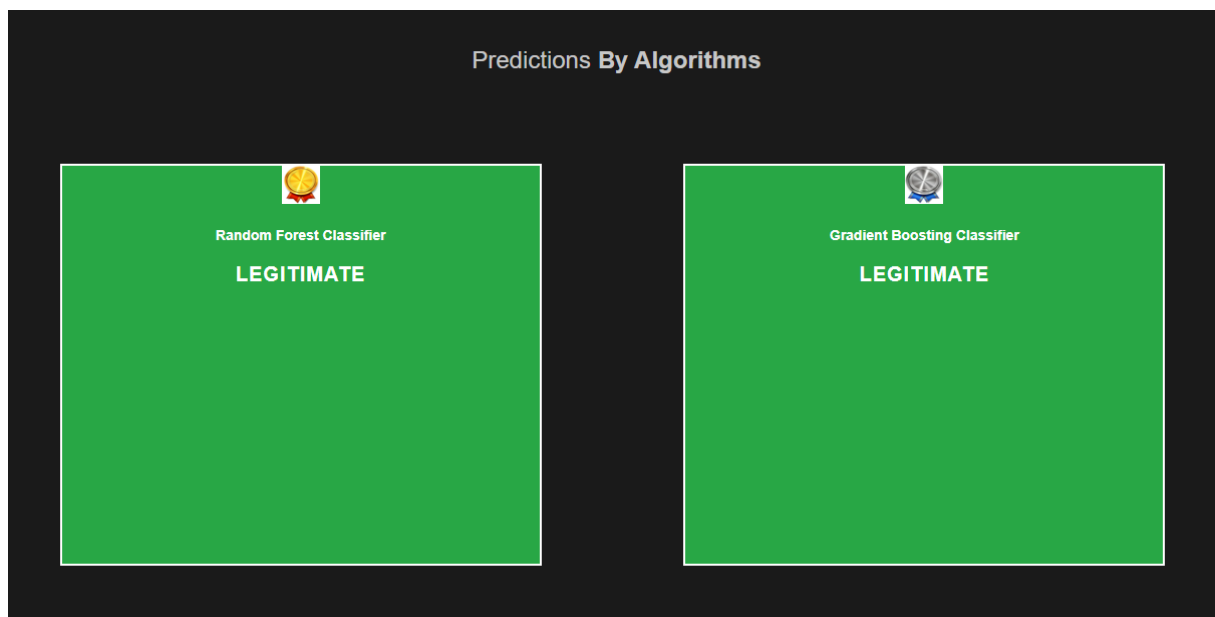 Predictions By Algorithms
Random Forest Classifier
LEGITIMATE
Gradient Boosting Classifier
LEGITIMATE